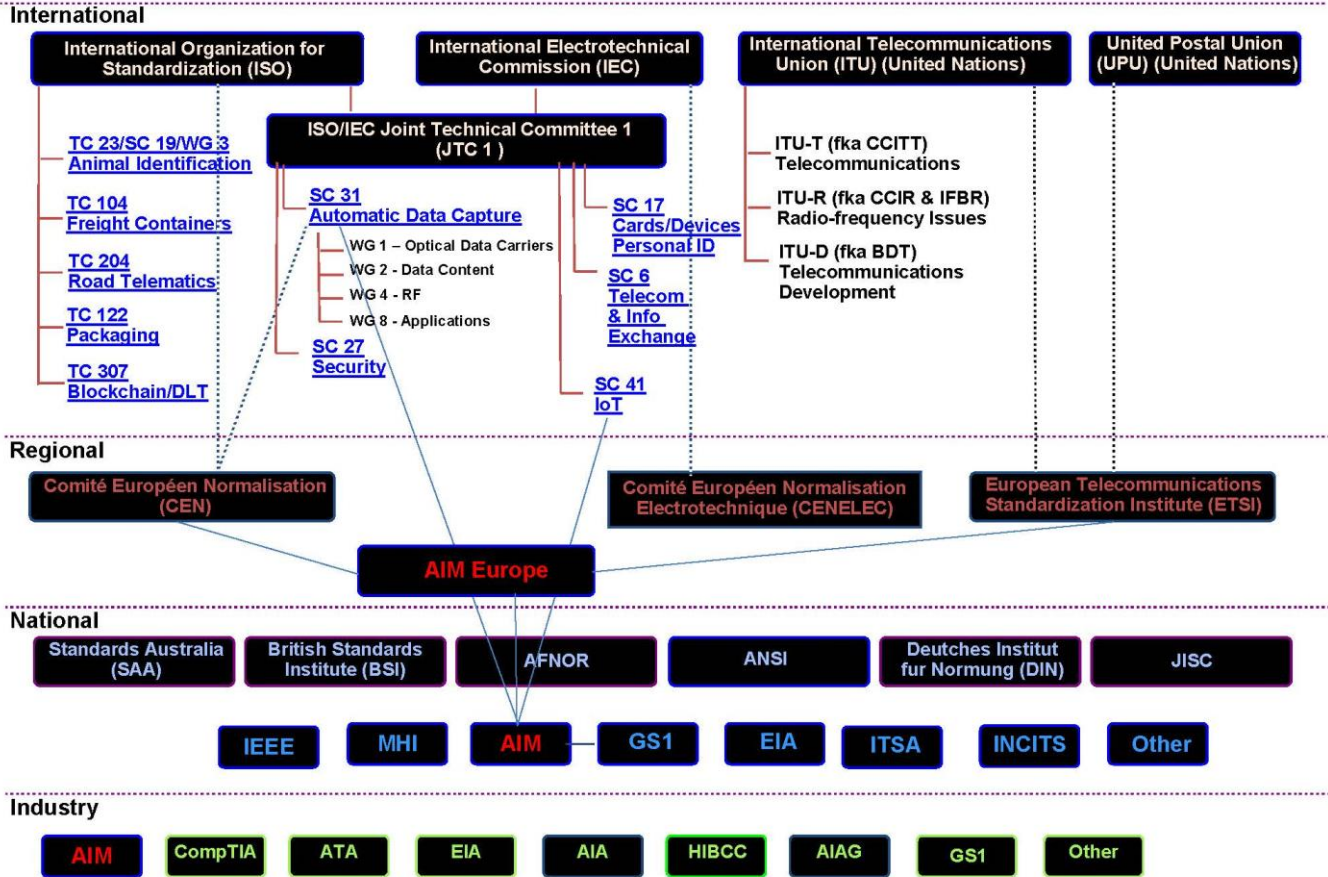 International
International Organization for
Standardization (ISO)
International Electrotechnical
Commission (IEC)
International Telecommunications
Union (ITU) (United Nations)
United Postal Union
(UPU) (United Nations)
ISO/IEC Joint Technical Committee 1
(JTC 1 )
TC 23/SC 19/WG 3
Animal Identification
TC 104
Freight Containers
TC 204
Road Telematics
TC 122
Packaging
TC 307
Blockchain/DLT
SC 31
Automatic Data Capture
WG 1 – Optical Data Carriers
WG 2 - Data Content
WG 4 - RF
WG 8 - Applications
SC 27
Security
SC 17
Cards/Devices
Personal ID
SC 6
Telecom
& Info
Exchange
SC 41
IoT
ITU-T (fka CCITT)
Telecommunications
ITU-R (fka CCIR & IFBR)
Radio-frequency Issues
ITU-D (fka BDT)
Telecommunications
Development
Regional
Comité Européen Normalisation
(CEN)
Comité Européen Normalisation
Electrotechnique (CENELEC)
European Telecommunications
Standardization Institute (ETSI)
AIM Europe
National
Standards Australia
(SAA)
British Standards
Institute (BSI)
AFNOR
ANSI
Deutches Institut
fur Normung (DIN)
JISC
IEEE
MHI
AIM
GS1
EIA
ITSA
INCITS
Other
Industry
AIM
CompTIA
ATA
EIA
AIA
HIBCC
AIAG
GS1
Other